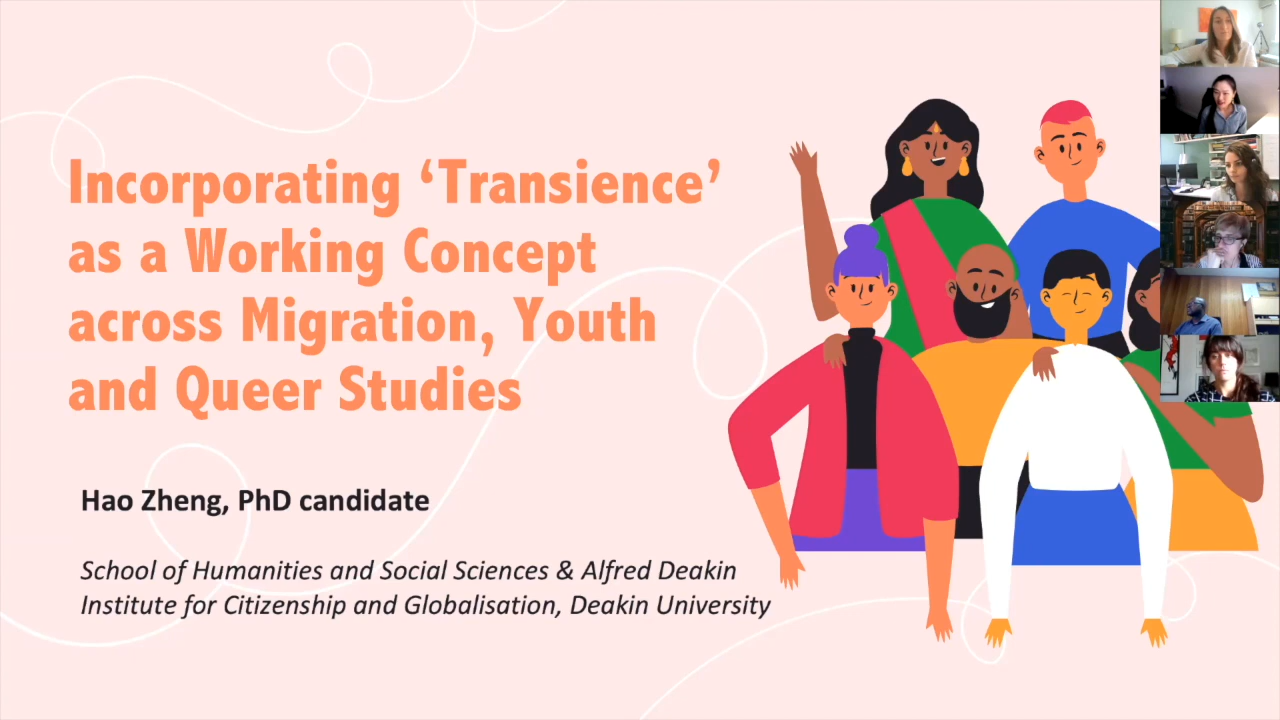 Incorporating ‘Transience’
as a Working Concept
across Migration, Youth
and Queer Studies
Hao Zheng, PhD candidate
School of Humanities and Social Sciences & Alfred Deakin
Institute for Citizenship and Globalisation, Deakin University